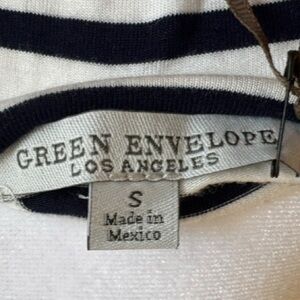 GREEN ENVELOPE
LOS ANGELES
S
Made in
Mexico